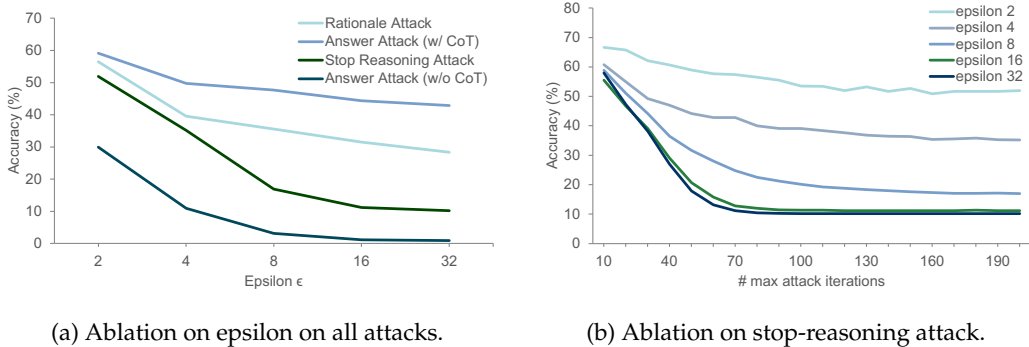 70
60
50
40
30
20
10
0
Accuracy (%)
2 4 8 16 32
Epsilon ϵ
Rationale Attack
Answer Attack (w/ CoT)
Stop Reasoning Attack
Answer Attack (w/o CoT)
(a) Ablation on epsilon on all attacks.
80
70
60
50
40
30
20
10
0
Accuracy (%)
10 40 70 100 130 160 190
# max attack iterations
epsilon 2
epsilon 4
epsilon 8
epsilon 16
epsilon 32
(b) Ablation on stop-reasoning attack.